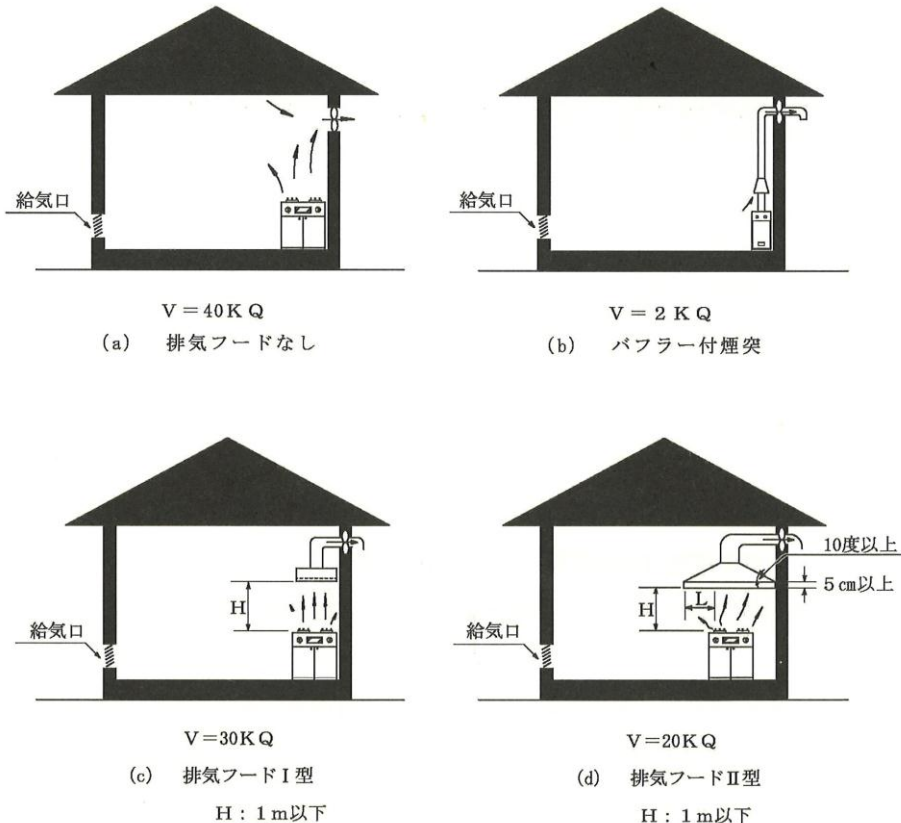 給気口
V＝40KQ
(a) 排気フードなし
給気口
V＝2KQ
(b) バフラー付煙突
H
給気口
V＝30KQ
(c) 排気フードⅠ型
H：1m以下
10度以上
5cm以上
L
H
給気口
V＝20KQ
(d) 排気フードⅡ型
H：1m以下